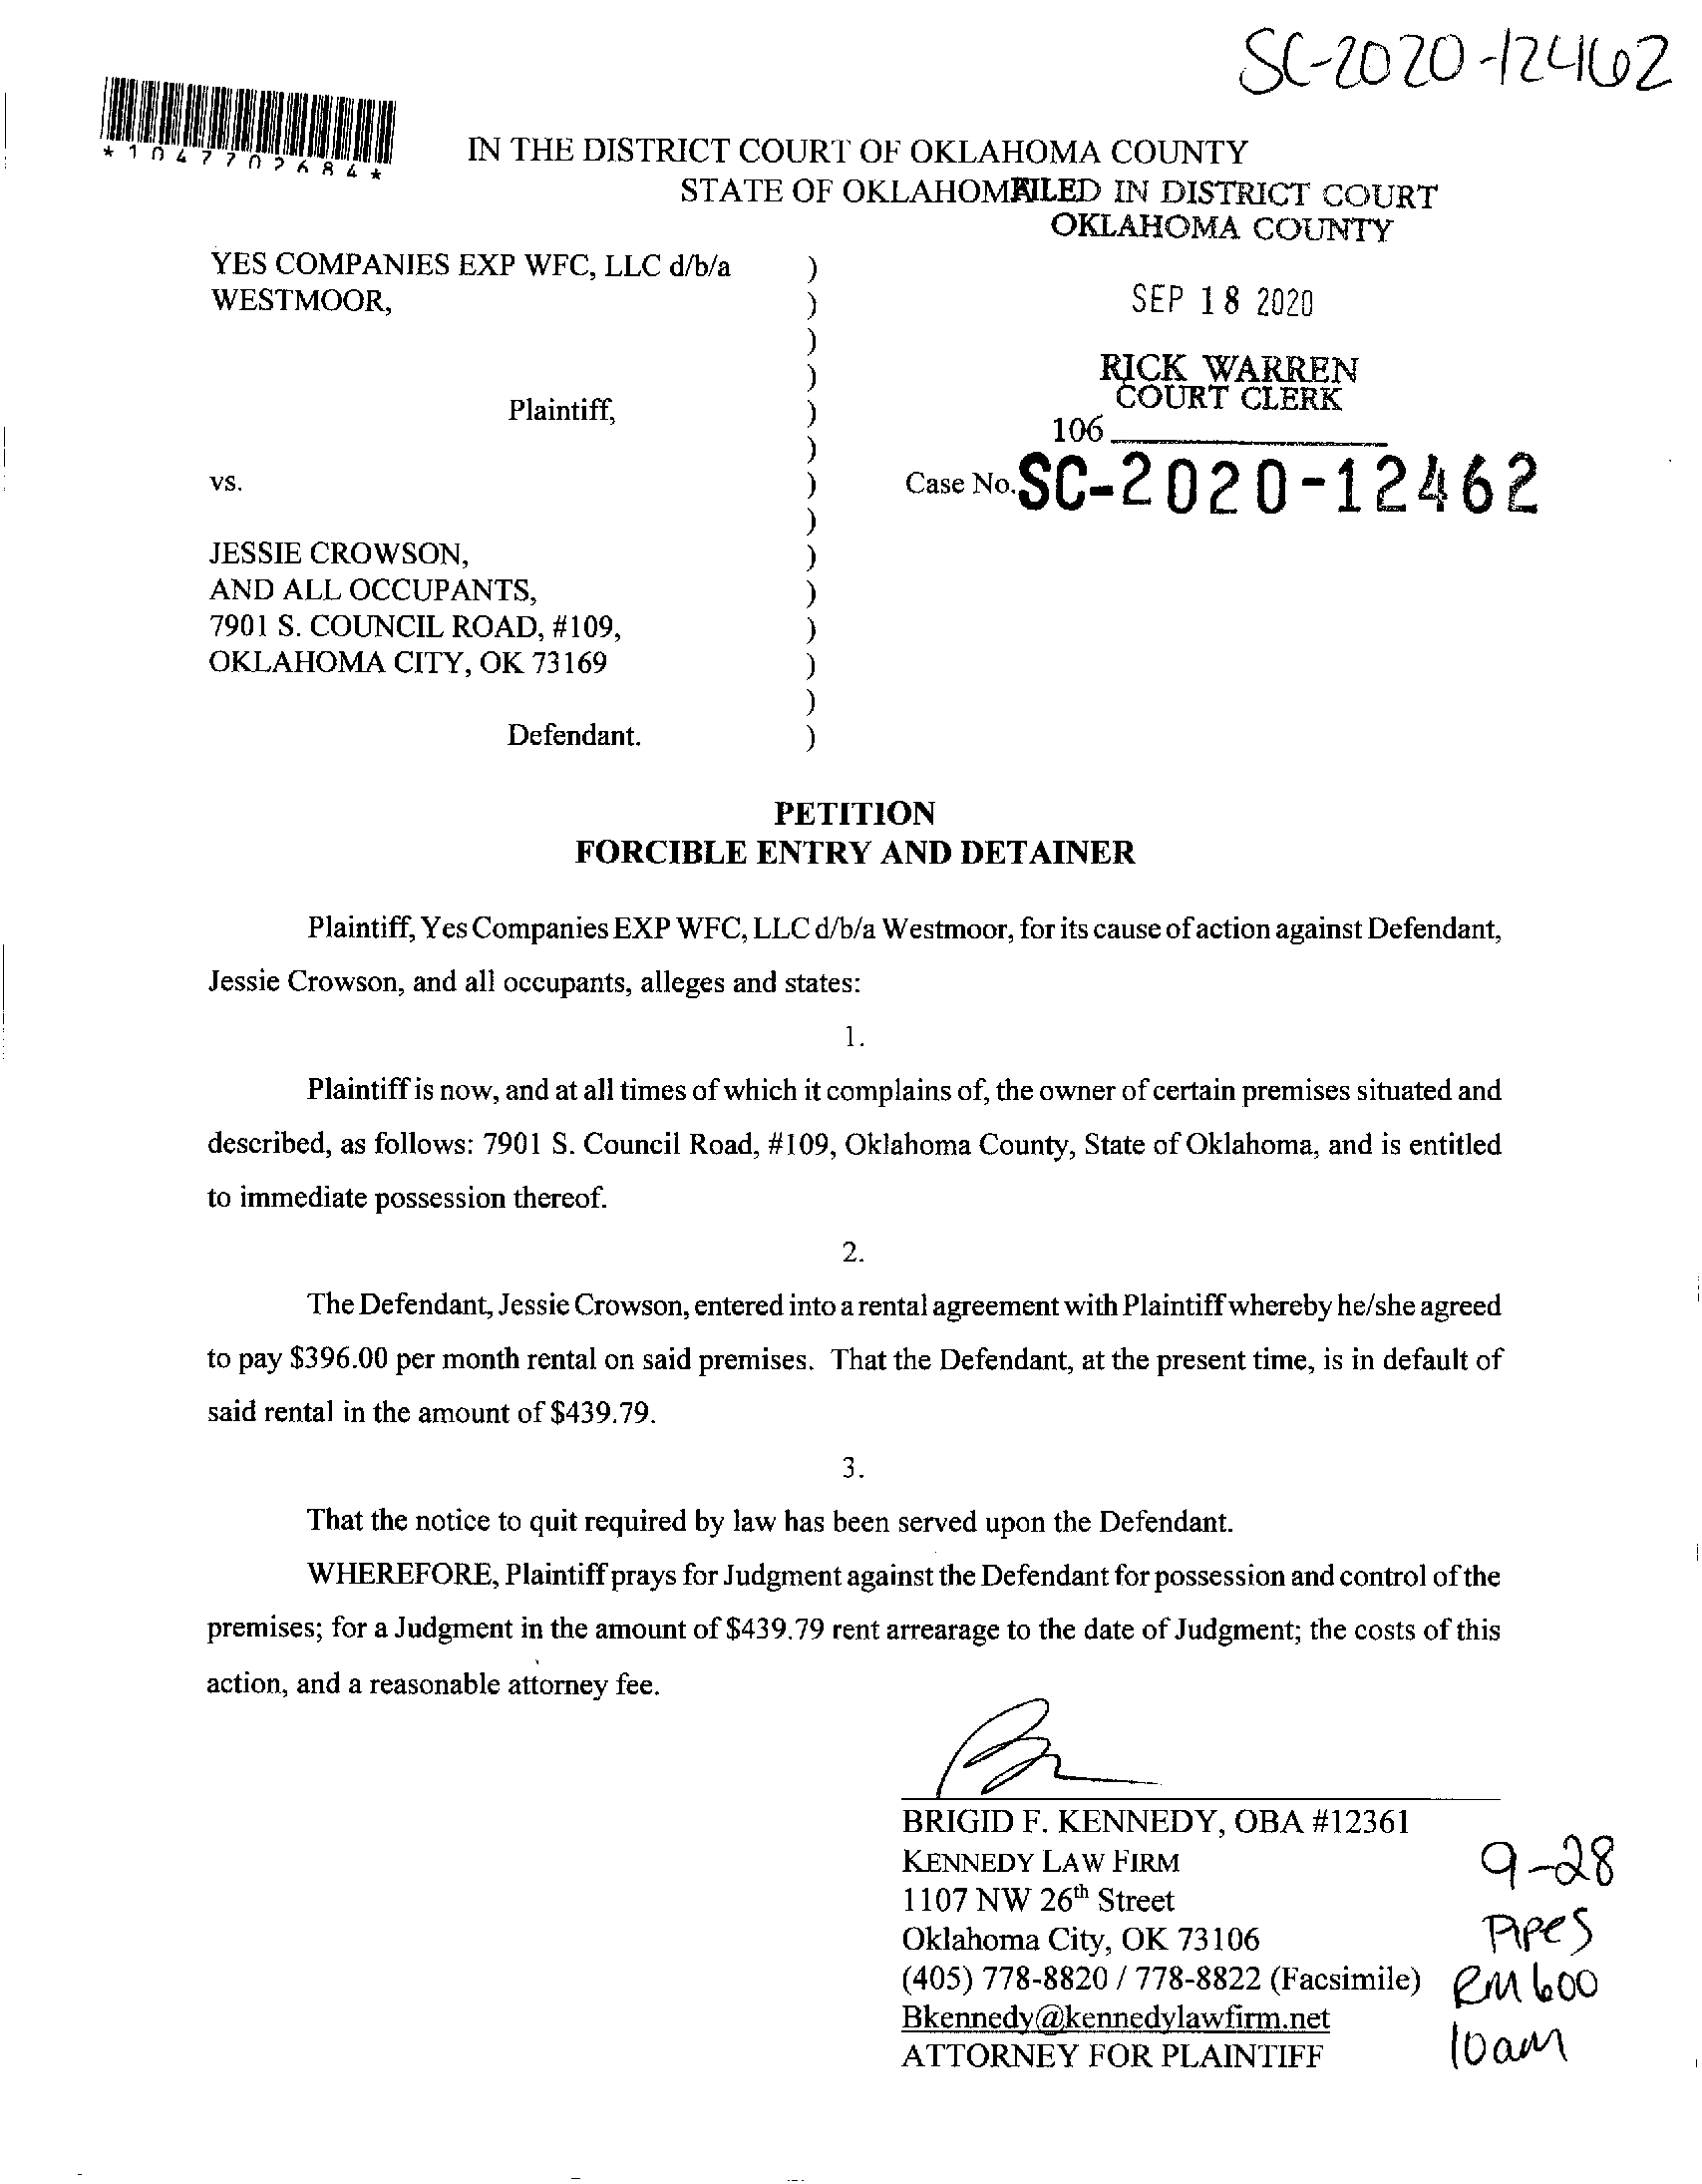 SC-2020-12462
*1047702684*
IN THE DISTRICT COURT OF OKLAHOMA COUNTY
STATE OF OKLAHOMA
FILED IN DISTRICT COURT
OKLAHOMA COUNTY
YES COMPANIES EXP WFC, LLC d/b/a )
WESTMOOR, )
SEP 18 2020
)
)
RICK WARREN
COURT CLERK
Plaintiff, )
106
)
vs. )
Case No. SC-2020-12462
)
JESSIE CROWSON, )
AND ALL OCCUPANTS, )
7901 S. COUNCIL ROAD, #109, )
OKLAHOMA CITY, OK 73169 )
)
Defendant. )
PETITION
FORCIBLE ENTRY AND DETAINER
Plaintiff, Yes Companies EXP WFC, LLC d/b/a Westmoor, for its cause of action against Defendant,
Jessie Crowson, and all occupants, alleges and states:
1.
Plaintiff is now, and at all times of which it complains of, the owner of certain premises situated and
described, as follows: 7901 S. Council Road, #109, Oklahoma County, State of Oklahoma, and is entitled
to immediate possession thereof.
2.
The Defendant, Jessie Crowson, entered into a rental agreement with Plaintiff whereby he/she agreed
to pay $396.00 per month rental on said premises. That the Defendant, at the present time, is in default of
said rental in the amount of $439.79.
3.
That the notice to quit required by law has been served upon the Defendant.
WHEREFORE, Plaintiff prays for Judgment against the Defendant for possession and control of the
premises; for a Judgment in the amount of $439.79 rent arrearage to the date of Judgment; the costs of this
action, and a reasonable attorney fee.
BRIGID F. KENNEDY, OBA #12361
KENNEDY LAW FIRM
1107 NW 26th Street
Oklahoma City, OK 73106
(405) 778-8820 / 778-8822 (Facsimile)
Bkennedy@kennedylawfirm.net
ATTORNEY FOR PLAINTIFF
9-28
Pipes
RM 600
10am